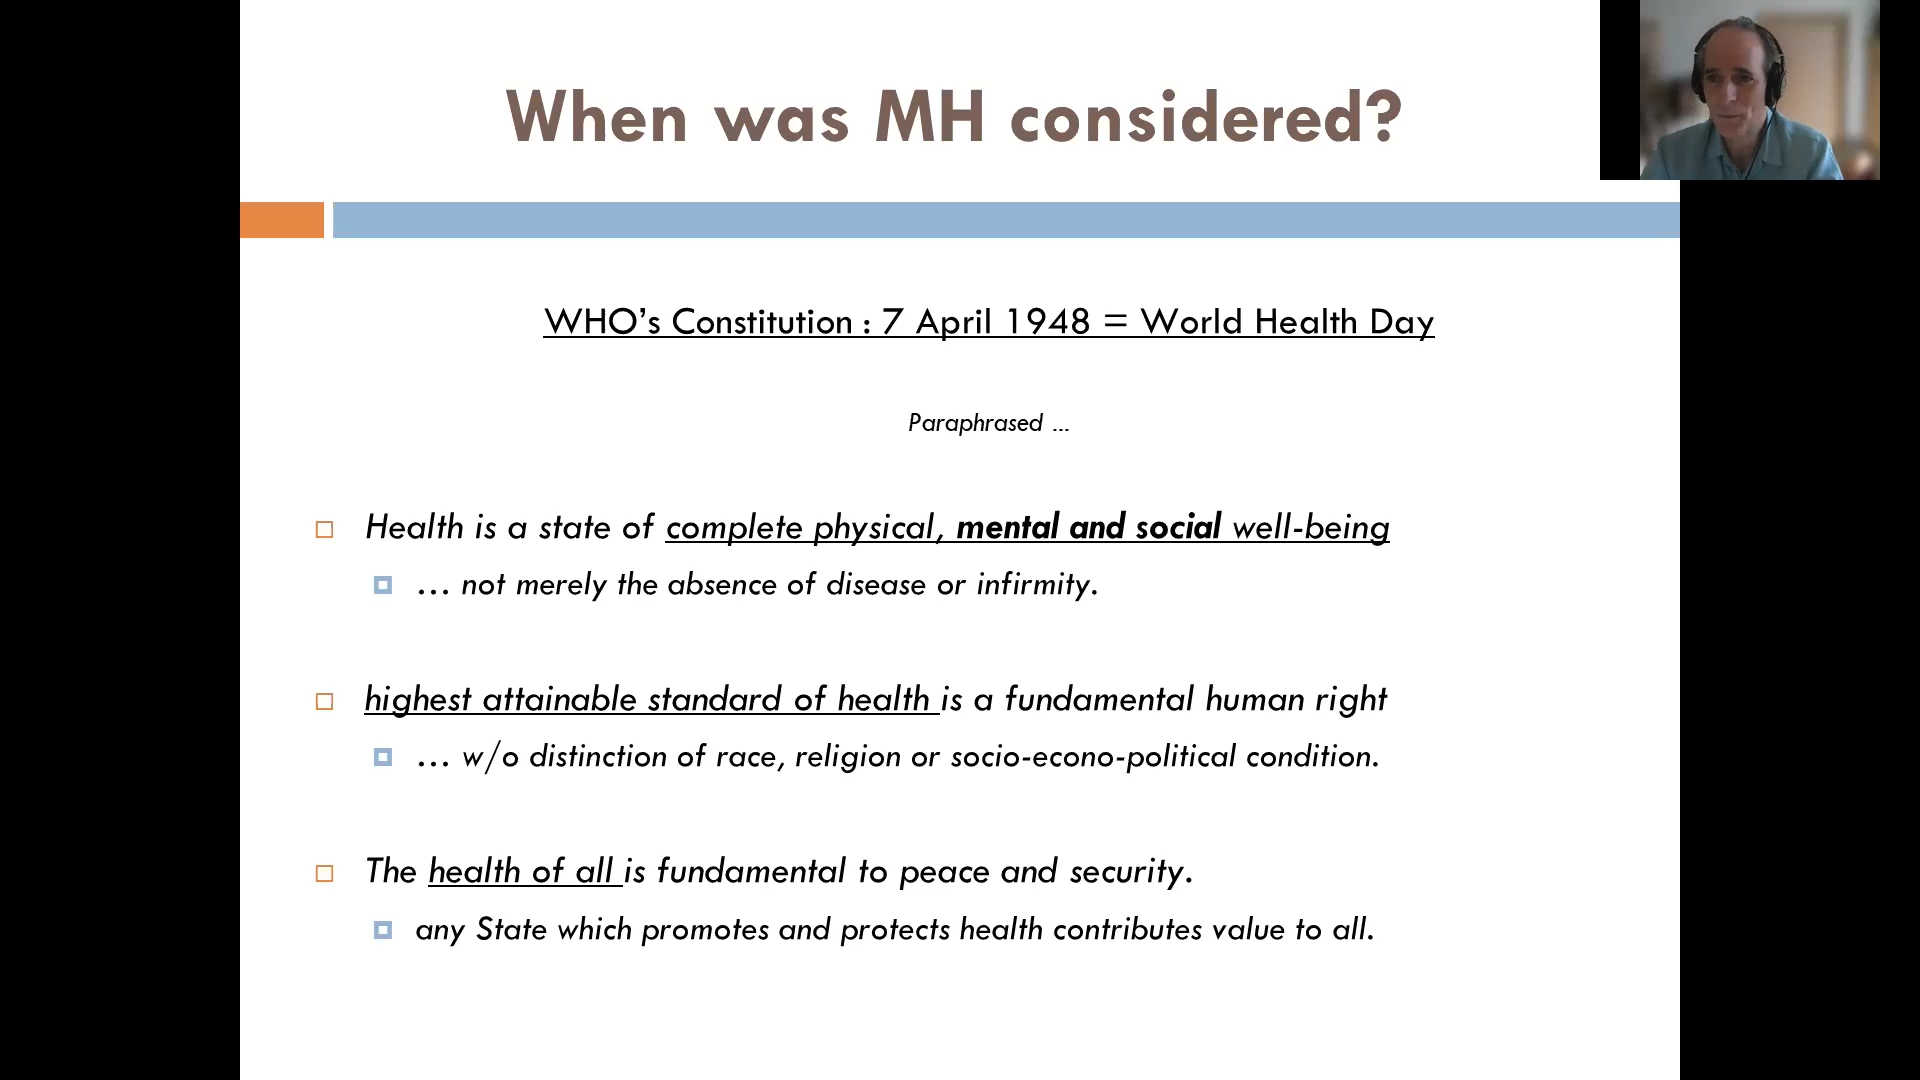 When was MH considered?
WHO’s Constitution : 7 April 1948 = World Health Day
Paraphrased ...
Health is a state of complete physical, mental and social well-being
… not merely the absence of disease or infirmity.
highest attainable standard of health is a fundamental human right
… w/o distinction of race, religion or socio-econo-political condition.
The health of all is fundamental to peace and security.
any State which promotes and protects health contributes value to all.